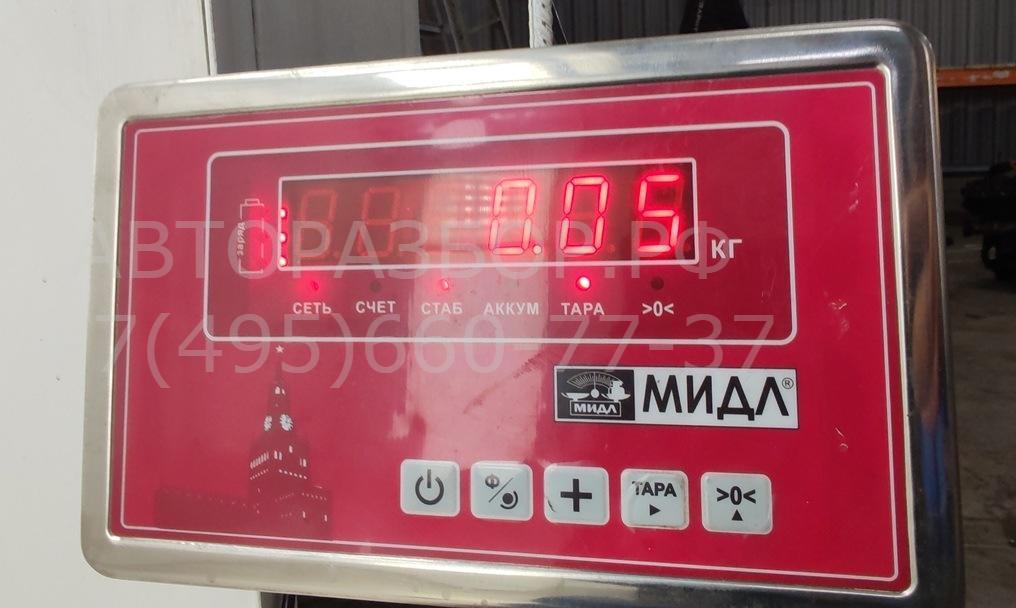 заряд
0.05 КГ
АВТОРАЗБОР.РФ
СЕТЬ СЧЕТ СТАБ АККУМ ТАРА >0<
7(495)660-77-37
МИДЛ МИДЛ®
Ф ТАРА >0<